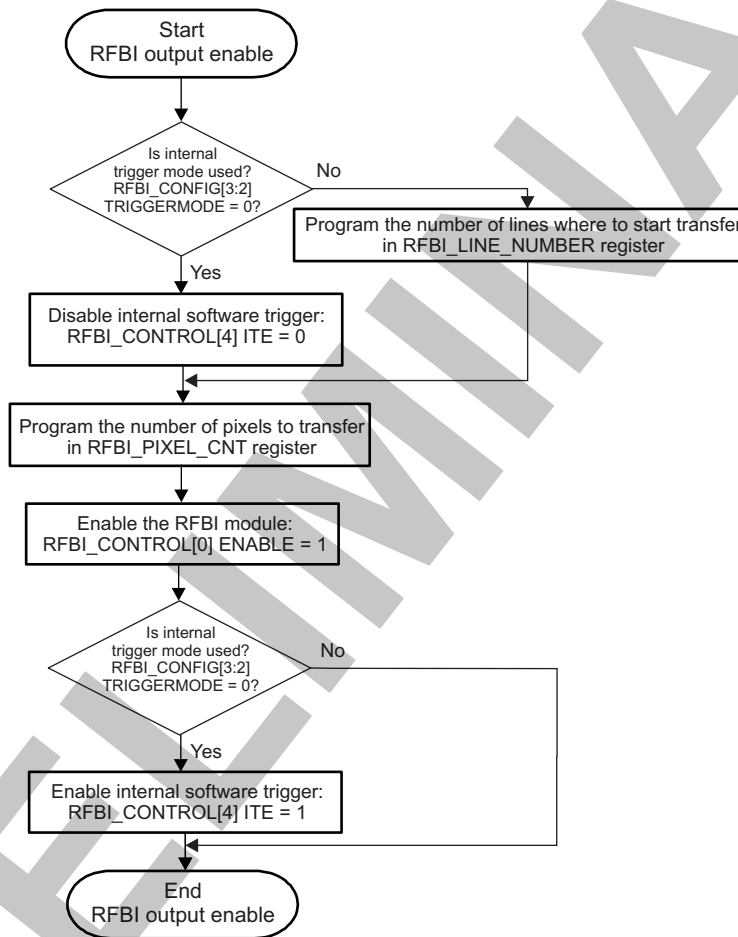 Start
RFBI output enable
Is internal
trigger mode used?
RFBI_CONFIG[3:2]
TRIGGERMODE = 0?
No
Program the number of lines where to start transfer
in RFBI_LINE_NUMBER register
Yes
Disable internal software trigger:
RFBI_CONTROL[4] ITE = 0
Program the number of pixels to transfer
in RFBI_PIXEL_CNT register
Enable the RFBI module:
RFBI_CONTROL[0] ENABLE = 1
Is internal
trigger mode used?
RFBI_CONFIG[3:2]
TRIGGERMODE = 0?
No
Yes
Enable internal software trigger:
RFBI_CONTROL[4] ITE = 1
End
RFBI output enable
ELIMINA